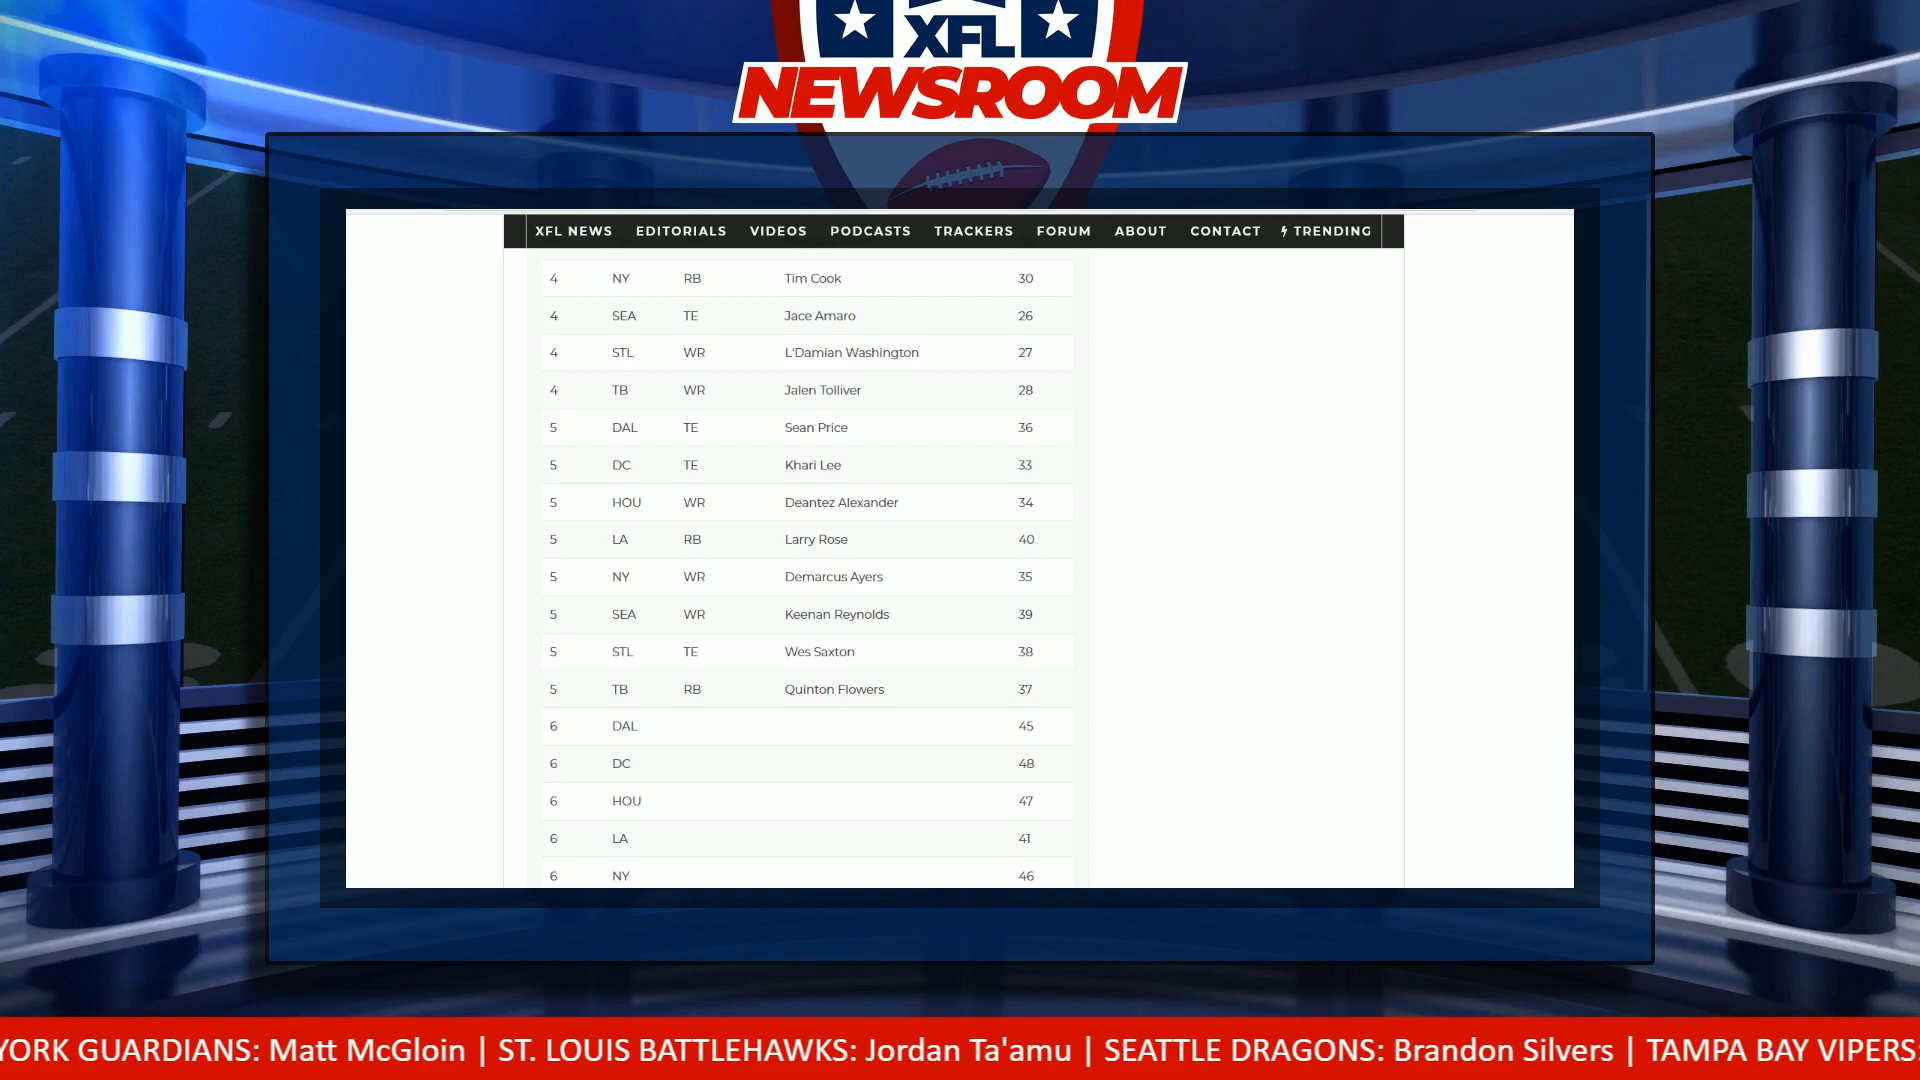 XFL
NEWSROOM
XFL NEWS EDITORIALS VIDEOS PODCASTS TRACKERS FORUM ABOUT CONTACT TRENDING
4 NY RB Tim Cook 30
4 SEA TE Jace Amaro 26
4 STL WR L'Damian Washington 27
4 TB WR Jalen Tolliver 28
5 DAL TE Sean Price 36
5 DC TE Khari Lee 33
5 HOU WR Deantez Alexander 34
5 LA RB Larry Rose 40
5 NY WR Demarcus Ayers 35
5 SEA WR Keenan Reynolds 39
5 STL TE Wes Saxton 38
5 TB RB Quinton Flowers 37
6 DAL 45
6 DC 48
6 HOU 47
6 LA 41
6 NY 46
YORK GUARDIANS: Matt McGloin | ST. LOUIS BATTLEHAWKS: Jordan Ta'amu | SEATTLE DRAGONS: Brandon Silvers | TAMPA BAY VIPERS: